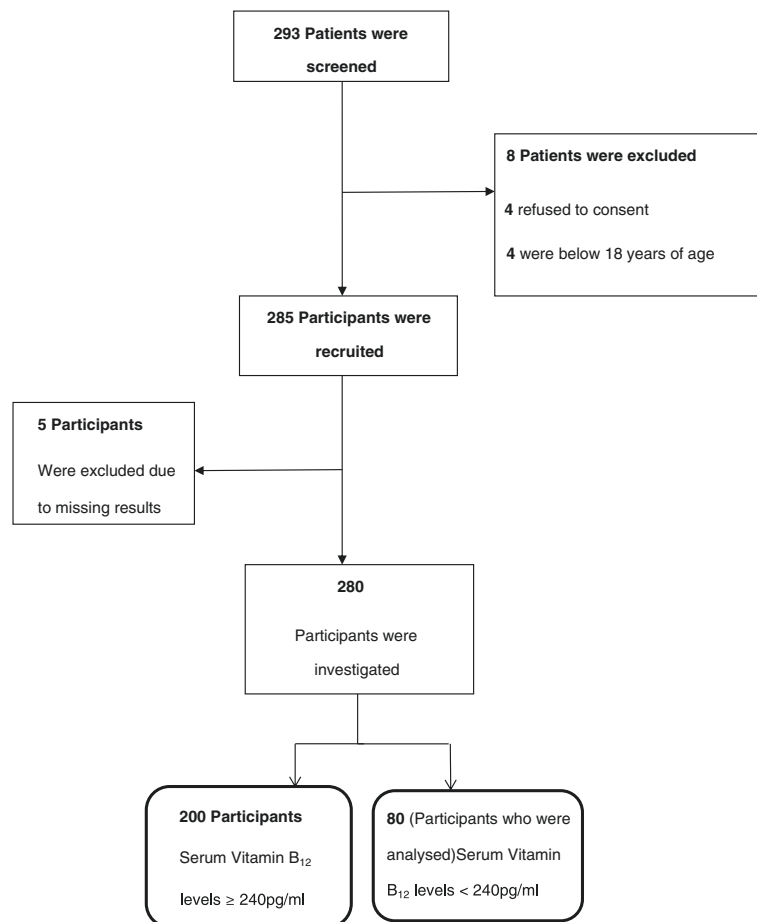 293 Patients were
screened
8 Patients were excluded
4 refused to consent
4 were below 18 years of age
285 Participants were
recruited
5 Participants
Were excluded due
to missing results
280
Participants were
investigated
200 Participants
Serum Vitamin B₁₂
levels ≥ 240pg/ml
80 (Participants who were
analysed)Serum Vitamin
B₁₂ levels < 240pg/ml